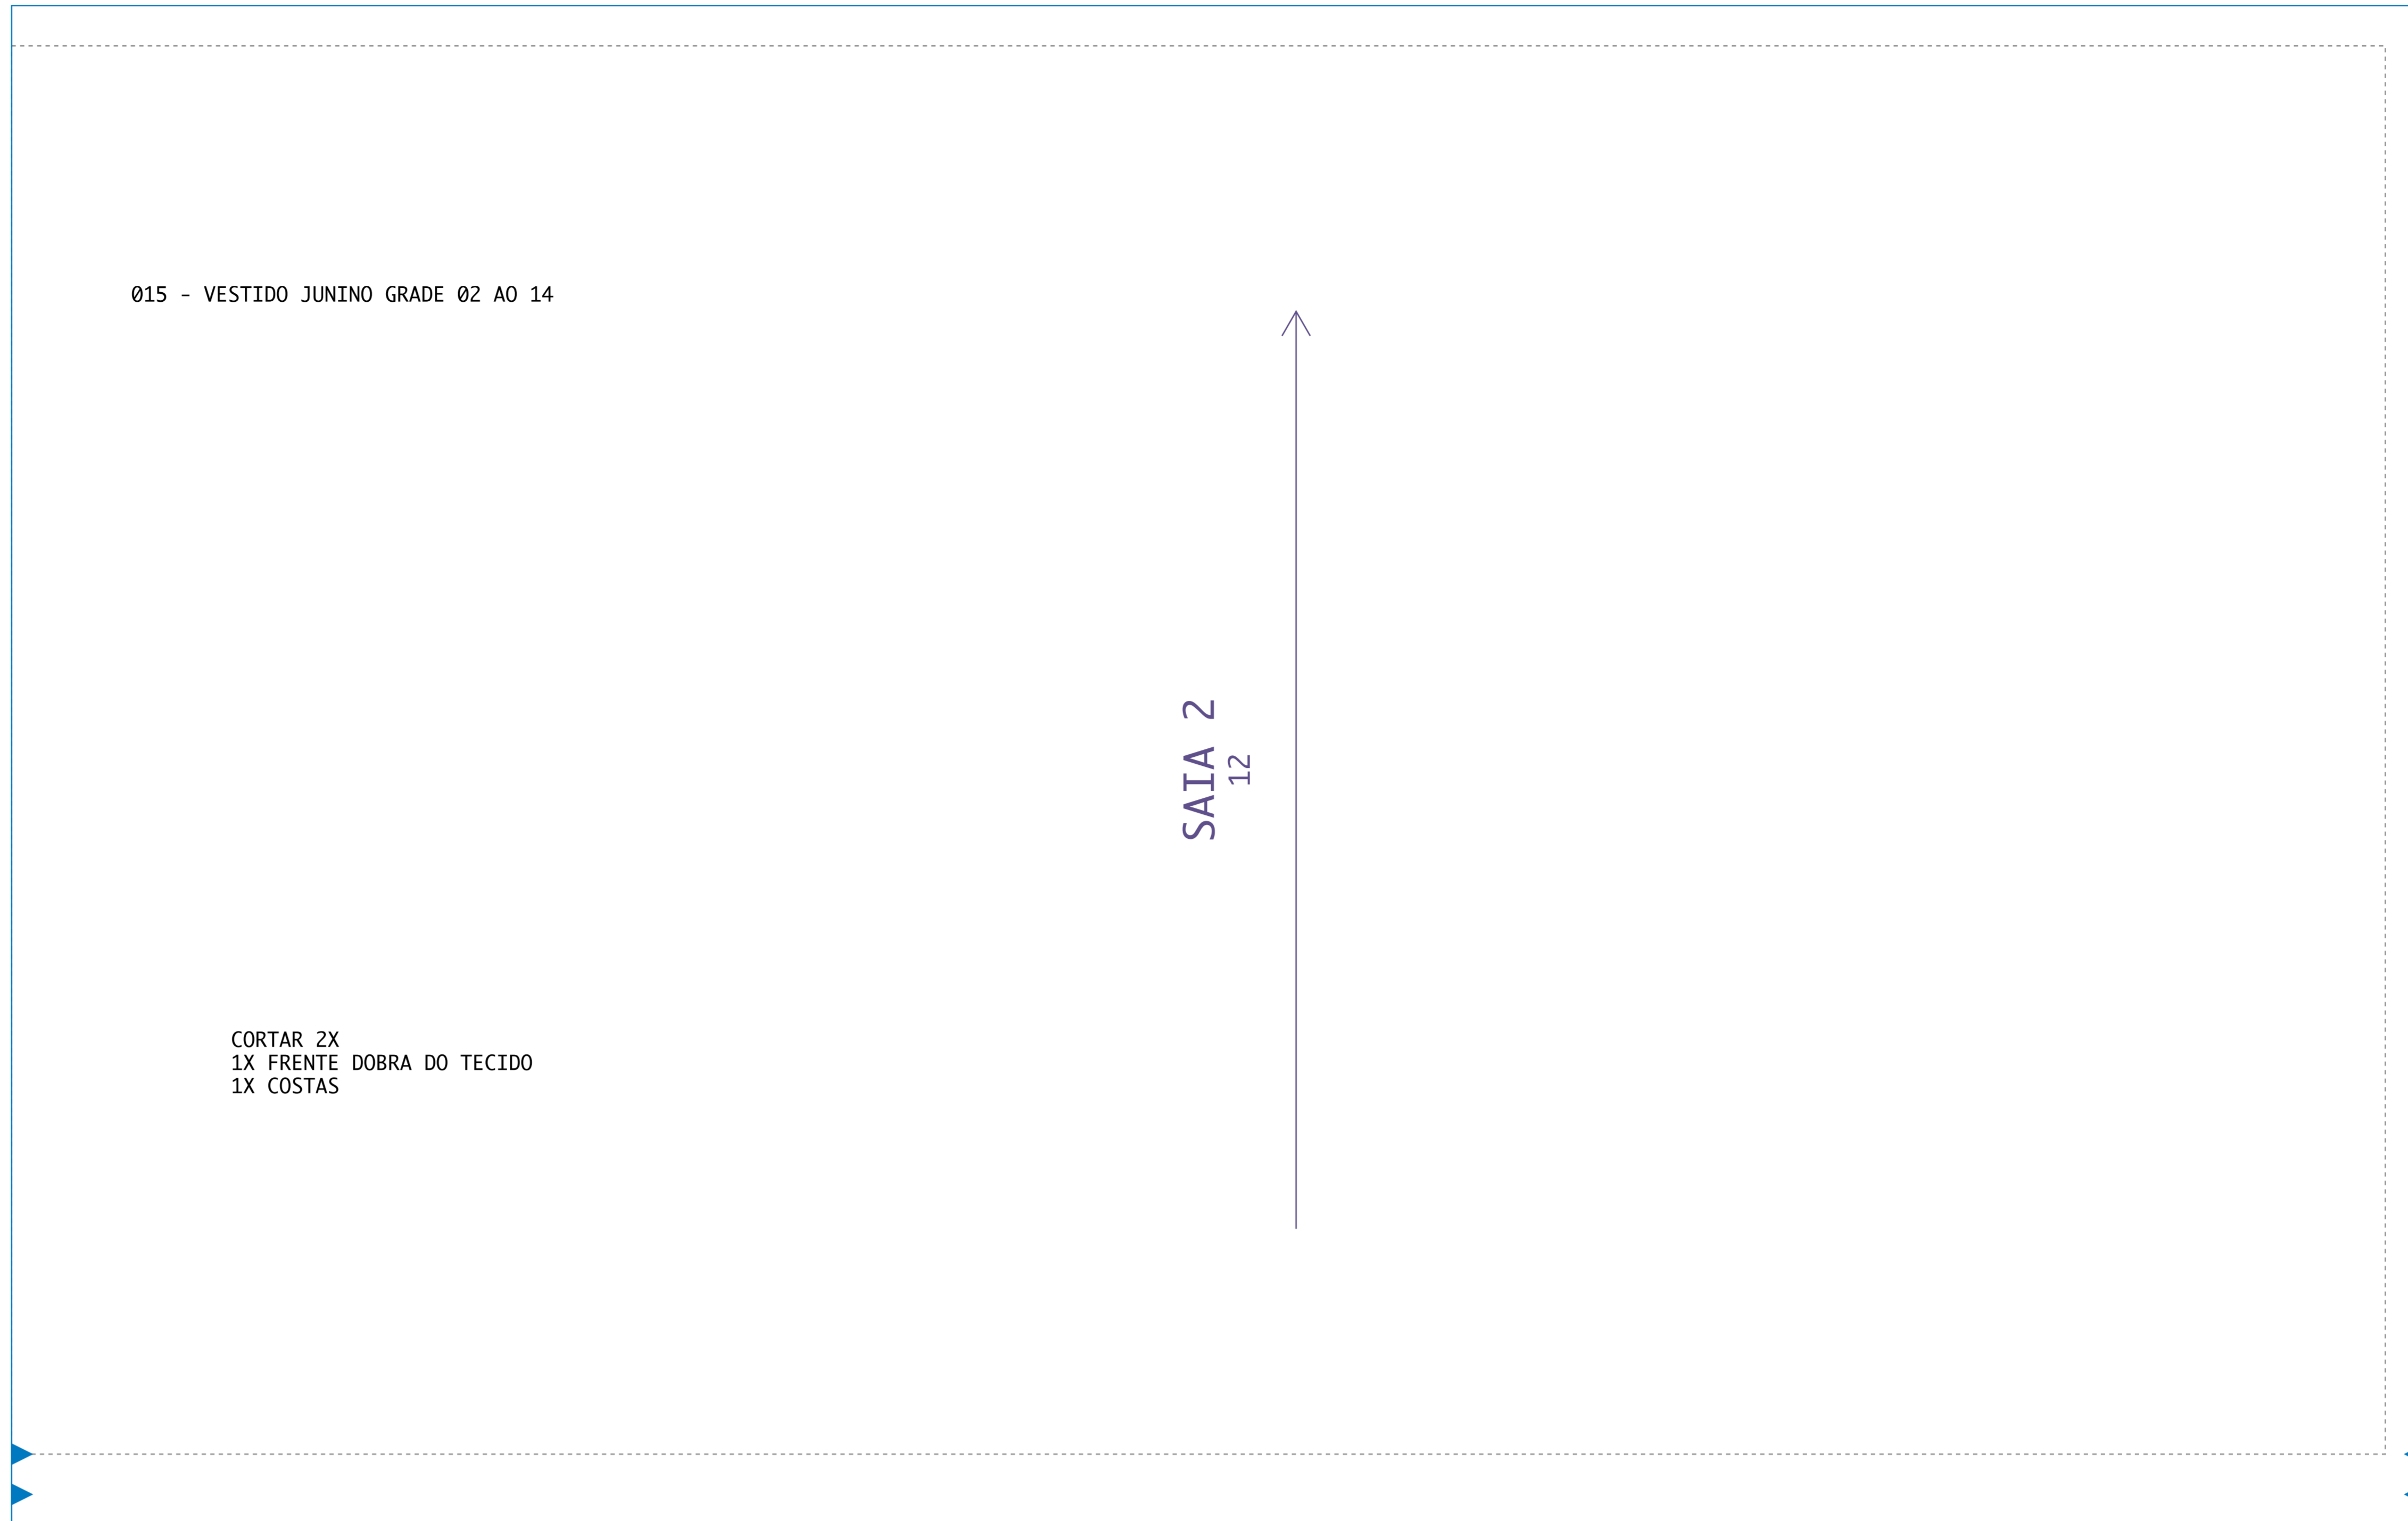 015 - VESTIDO JUNINO GRADE 02 AO 14
SAIA 2
12
CORTAR 2X
1X FRENTE DOBRA DO TECIDO
1X COSTAS